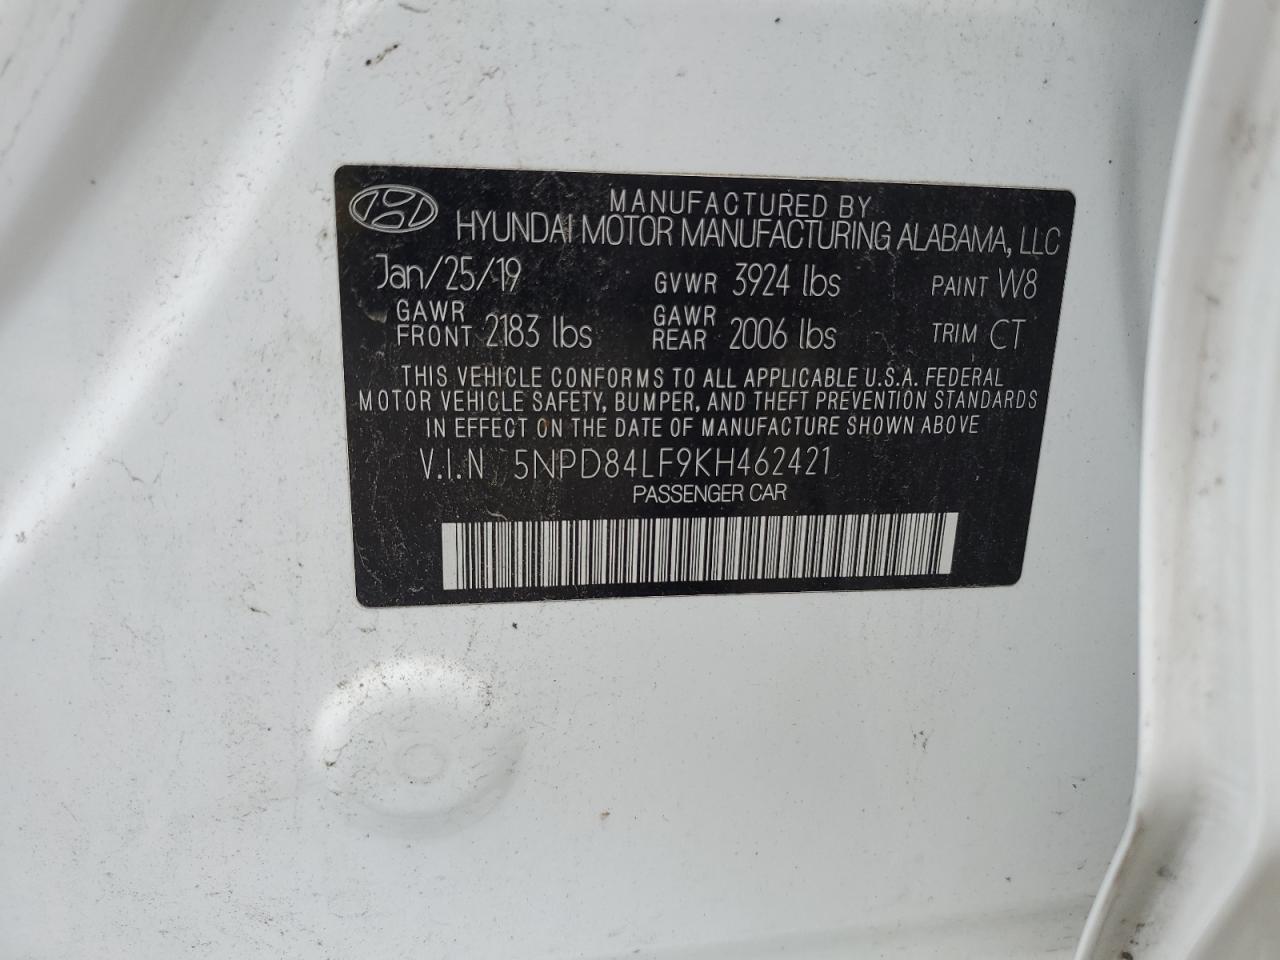 MANUFACTURED BY
HYUNDAI MOTOR MANUFACTURING ALABAMA, LLC
Jan/25/19 GVWR 3924 lbs PAINT W8
GAWR FRONT 2183 lbs GAWR REAR 2006 lbs TRIM CT
THIS VEHICLE CONFORMS TO ALL APPLICABLE U.S.A. FEDERAL
MOTOR VEHICLE SAFETY, BUMPER, AND THEFT PREVENTION STANDARDS
IN EFFECT ON THE DATE OF MANUFACTURE SHOWN ABOVE
V.I.N 5NPD84LF9KH462421
PASSENGER CAR